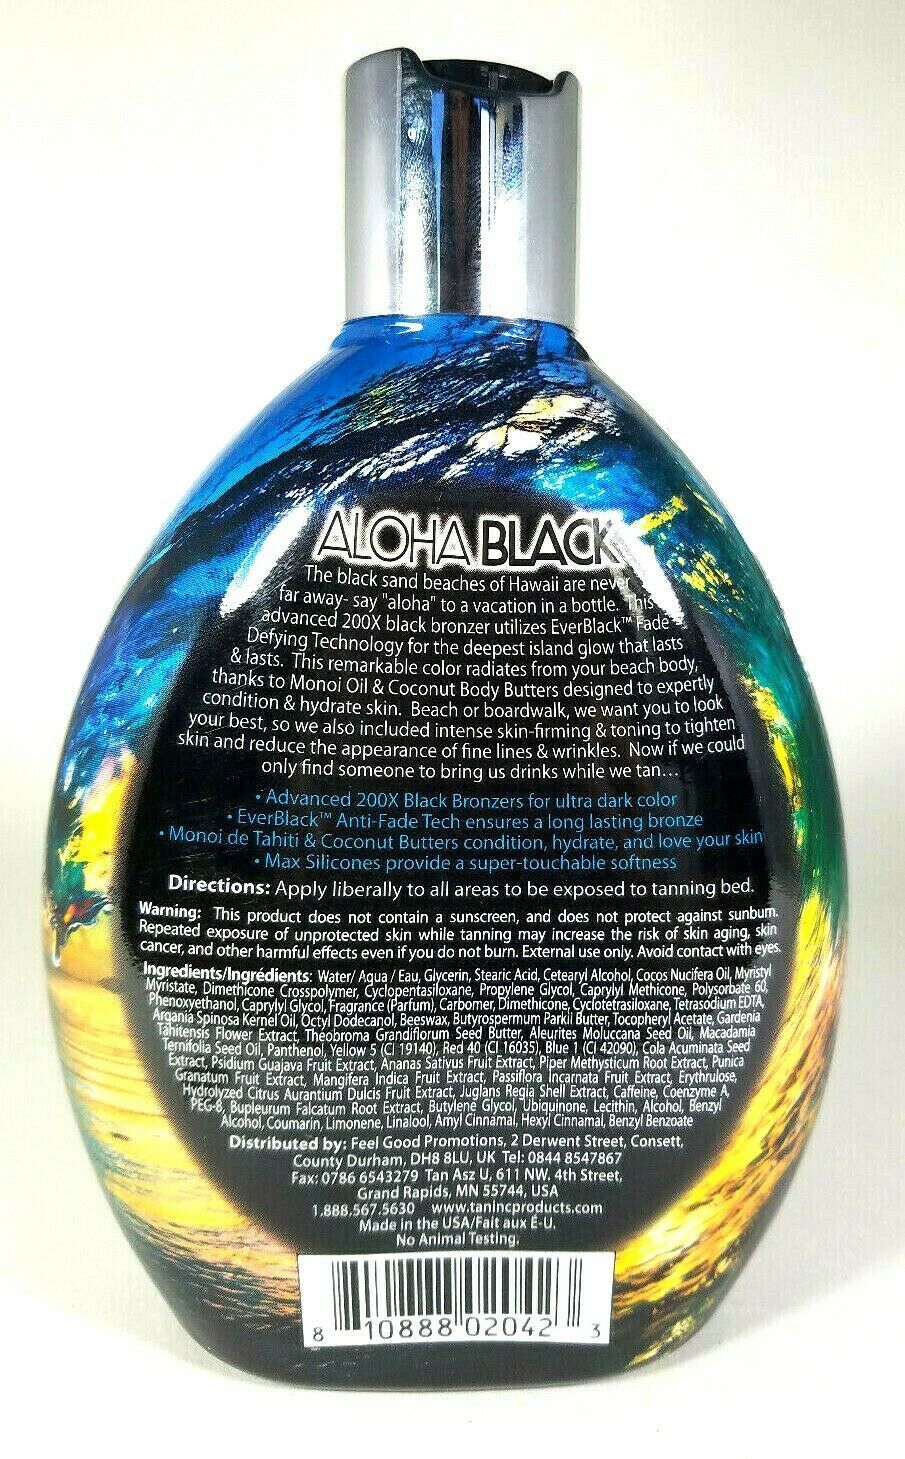 ALOHA BLACK
The black sand beaches of Hawaii are never
far away- say "aloha" to a vacation in a bottle. This
advanced 200X black bronzer utilizes EverBlack™ Fade
Defying Technology for the deepest island glow that lasts
& lasts. This remarkable color radiates from your beach body,
thanks to Monoi Oil & Coconut Body Butters designed to expertly
condition & hydrate skin. Beach or boardwalk, we want you to look
your best, so we also included intense skin-firming & toning to tighten
skin and reduce the appearance of fine lines & wrinkles. Now if we could
only find someone to bring us drinks while we tan...
• Advanced 200X Black Bronzers for ultra dark color
• EverBlack™ Anti-Fade Tech ensures a long lasting bronze
• Monoi de Tahiti & Coconut Butters condition, hydrate, and love your skin
• Max Silicones provide a super-touchable softness
Directions: Apply liberally to all areas to be exposed to tanning bed.
Warning: This product does not contain a sunscreen, and does not protect against sunburn.
Repeated exposure of unprotected skin while tanning may increase the risk of skin aging, skin
cancer, and other harmful effects even if you do not burn. External use only. Avoid contact with eyes.
Ingredients/Ingrédients: Water/ Aqua / Eau, Glycerin, Stearic Acid, Cetearyl Alcohol, Cocos Nucifera Oil, Myristyl
Myristate, Dimethicone Crosspolymer, Cyclopentasiloxane, Propylene Glycol, Caprylyl Methicone, Polysorbate 60,
Phenoxyethanol, Caprylyl Glycol, Fragrance (Parfum), Carbomer, Dimethicone, Cyclotetrasiloxane, Tetrasodium EDTA,
Argania Spinosa Kernel Oil, Octyl Dodecanol, Beeswax, Butyrospermum Parkii Butter, Tocopheryl Acetate, Gardenia
Tahitensis Flower Extract, Theobroma Grandiflorum Seed Butter, Aleurites Moluccana Seed Oil, Macadamia
Ternifolia Seed Oil, Panthenol, Yellow 5 (CI 19140), Red 40 (CI 16035), Blue 1 (CI 42090), Cola Acuminata Seed
Extract, Psidium Guajava Fruit Extract, Ananas Sativus Fruit Extract, Piper Methysticum Root Extract, Punica
Granatum Fruit Extract, Mangifera Indica Fruit Extract, Passiflora Incarnata Fruit Extract, Erythrulose,
Hydrolyzed Citrus Aurantium Dulcis Fruit Extract, Juglans Regia Shell Extract, Caffeine, Coenzyme A,
PEG-8, Bupleurum Falcatum Root Extract, Butylene Glycol, Ubiquinone, Lecithin, Alcohol, Benzyl
Alcohol, Coumarin, Limonene, Linalool, Amyl Cinnamal, Hexyl Cinnamal, Benzyl Benzoate
Distributed by: Feel Good Promotions, 2 Derwent Street, Consett,
County Durham, DH8 8LU, UK Tel: 0844 8547867
Fax: 0786 6543279 Tan Asz U, 611 NW. 4th Street,
Grand Rapids, MN 55744, USA
1.888.567.5630 www.tanincproducts.com
Made in the USA/Fait aux É-U.
No Animal Testing.
8 10888 02042 3